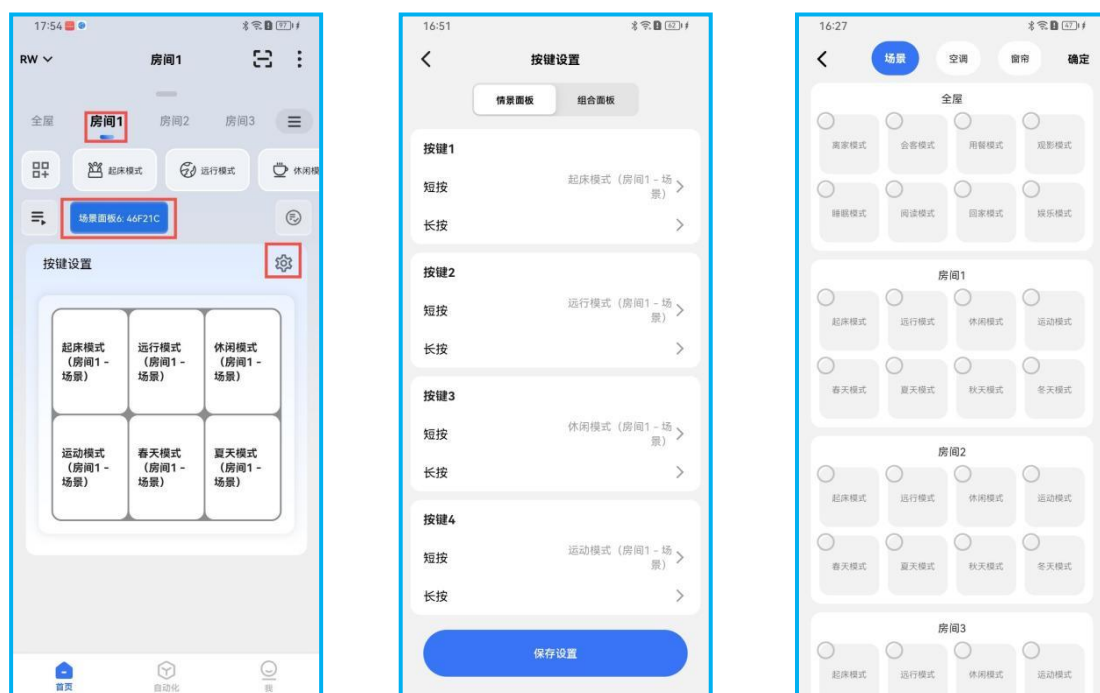 17:54
97
RW
房间1
全屋
房间1
房间2
房间3
起床模式
远行模式
休闲模
场景面板6: 46F21C
按键设置
起床模式
（房间1 -
场景）
远行模式
（房间1 -
场景）
休闲模式
（房间1 -
场景）
运动模式
（房间1 -
场景）
春天模式
（房间1 -
场景）
夏天模式
（房间1 -
场景）
首页
自动化
我
16:51
62
按键设置
情景面板
组合面板
按键1
短按
起床模式（房间1 - 场
景）
长按
按键2
短按
远行模式（房间1 - 场
景）
长按
按键3
短按
休闲模式（房间1 - 场
景）
长按
按键4
短按
运动模式（房间1 - 场
景）
长按
保存设置
16:27
47
场景
空调
窗帘
确定
全屋
离家模式
会客模式
用餐模式
观影模式
睡眠模式
阅读模式
回家模式
娱乐模式
房间1
起床模式
远行模式
休闲模式
运动模式
春天模式
夏天模式
秋天模式
冬天模式
房间2
起床模式
远行模式
休闲模式
运动模式
春天模式
夏天模式
秋天模式
冬天模式
房间3
起床模式
远行模式
休闲模式
运动模式